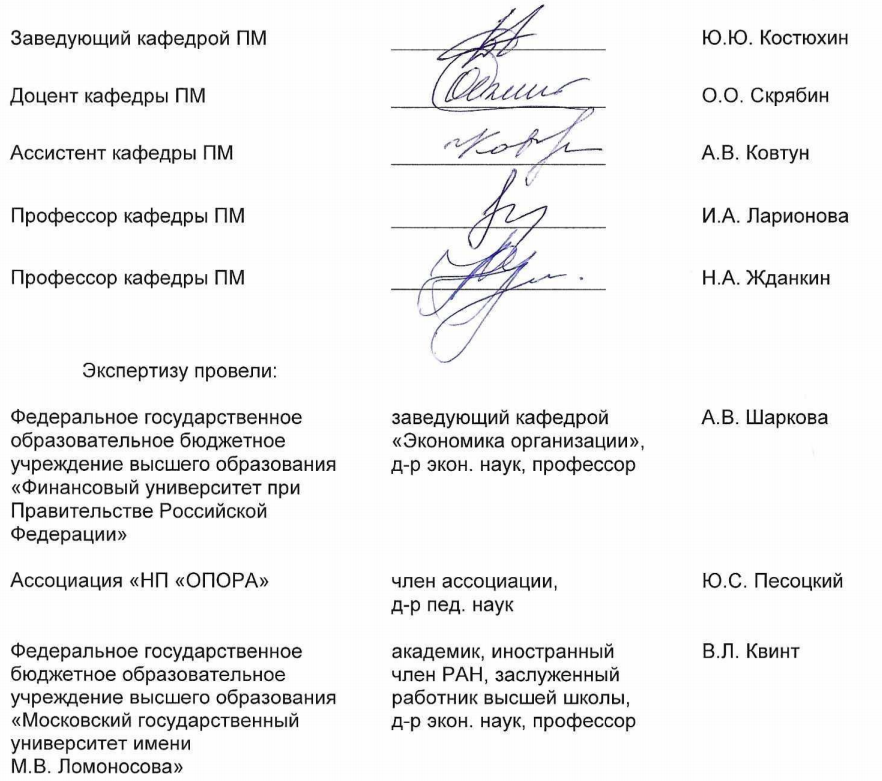 Заведующий кафедрой ПМ Ю.Ю. Костюхин
Доцент кафедры ПМ О.О. Скрябин
Ассистент кафедры ПМ А.В. Ковтун
Профессор кафедры ПМ И.А. Ларионова
Профессор кафедры ПМ Н.А. Жданкин
Экспертизу провели:
Федеральное государственное заведующий кафедрой А.В. Шаркова
образовательное бюджетное «Экономика организации»,
учреждение высшего образования д-р экон. наук, профессор
«Финансовый университет при
Правительстве Российской
Федерации»
Ассоциация «НП «ОПОРА» член ассоциации, Ю.С. Песоцкий
д-р пед. наук
Федеральное государственное академик, иностранный В.Л. Квинт
бюджетное образовательное член РАН, заслуженный
учреждение высшего образования работник высшей школы,
«Московский государственный д-р экон. наук, профессор
университет имени
М.В. Ломоносова»